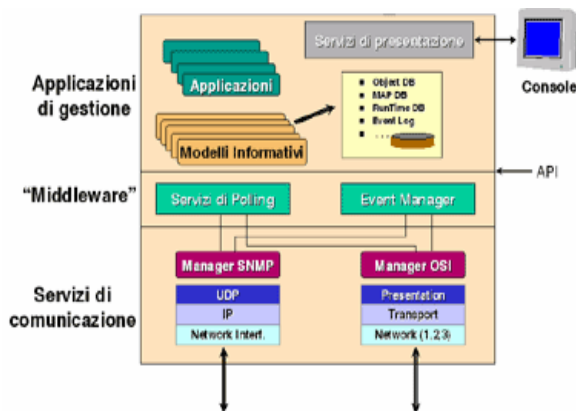 Servizi di presentazione
Applicazioni
di gestione
Applicazioni
Console
Object DB
MAP DB
RunTime DB
Event Log
.....
Modelli Informativi
API
"Middleware"
Servizi di Polling
Event Manager
Servizi di
comunicazione
Manager SNMP
Manager OSI
UDP
Presentation
IP
Transport
Network Interf.
Network (1,2,3)